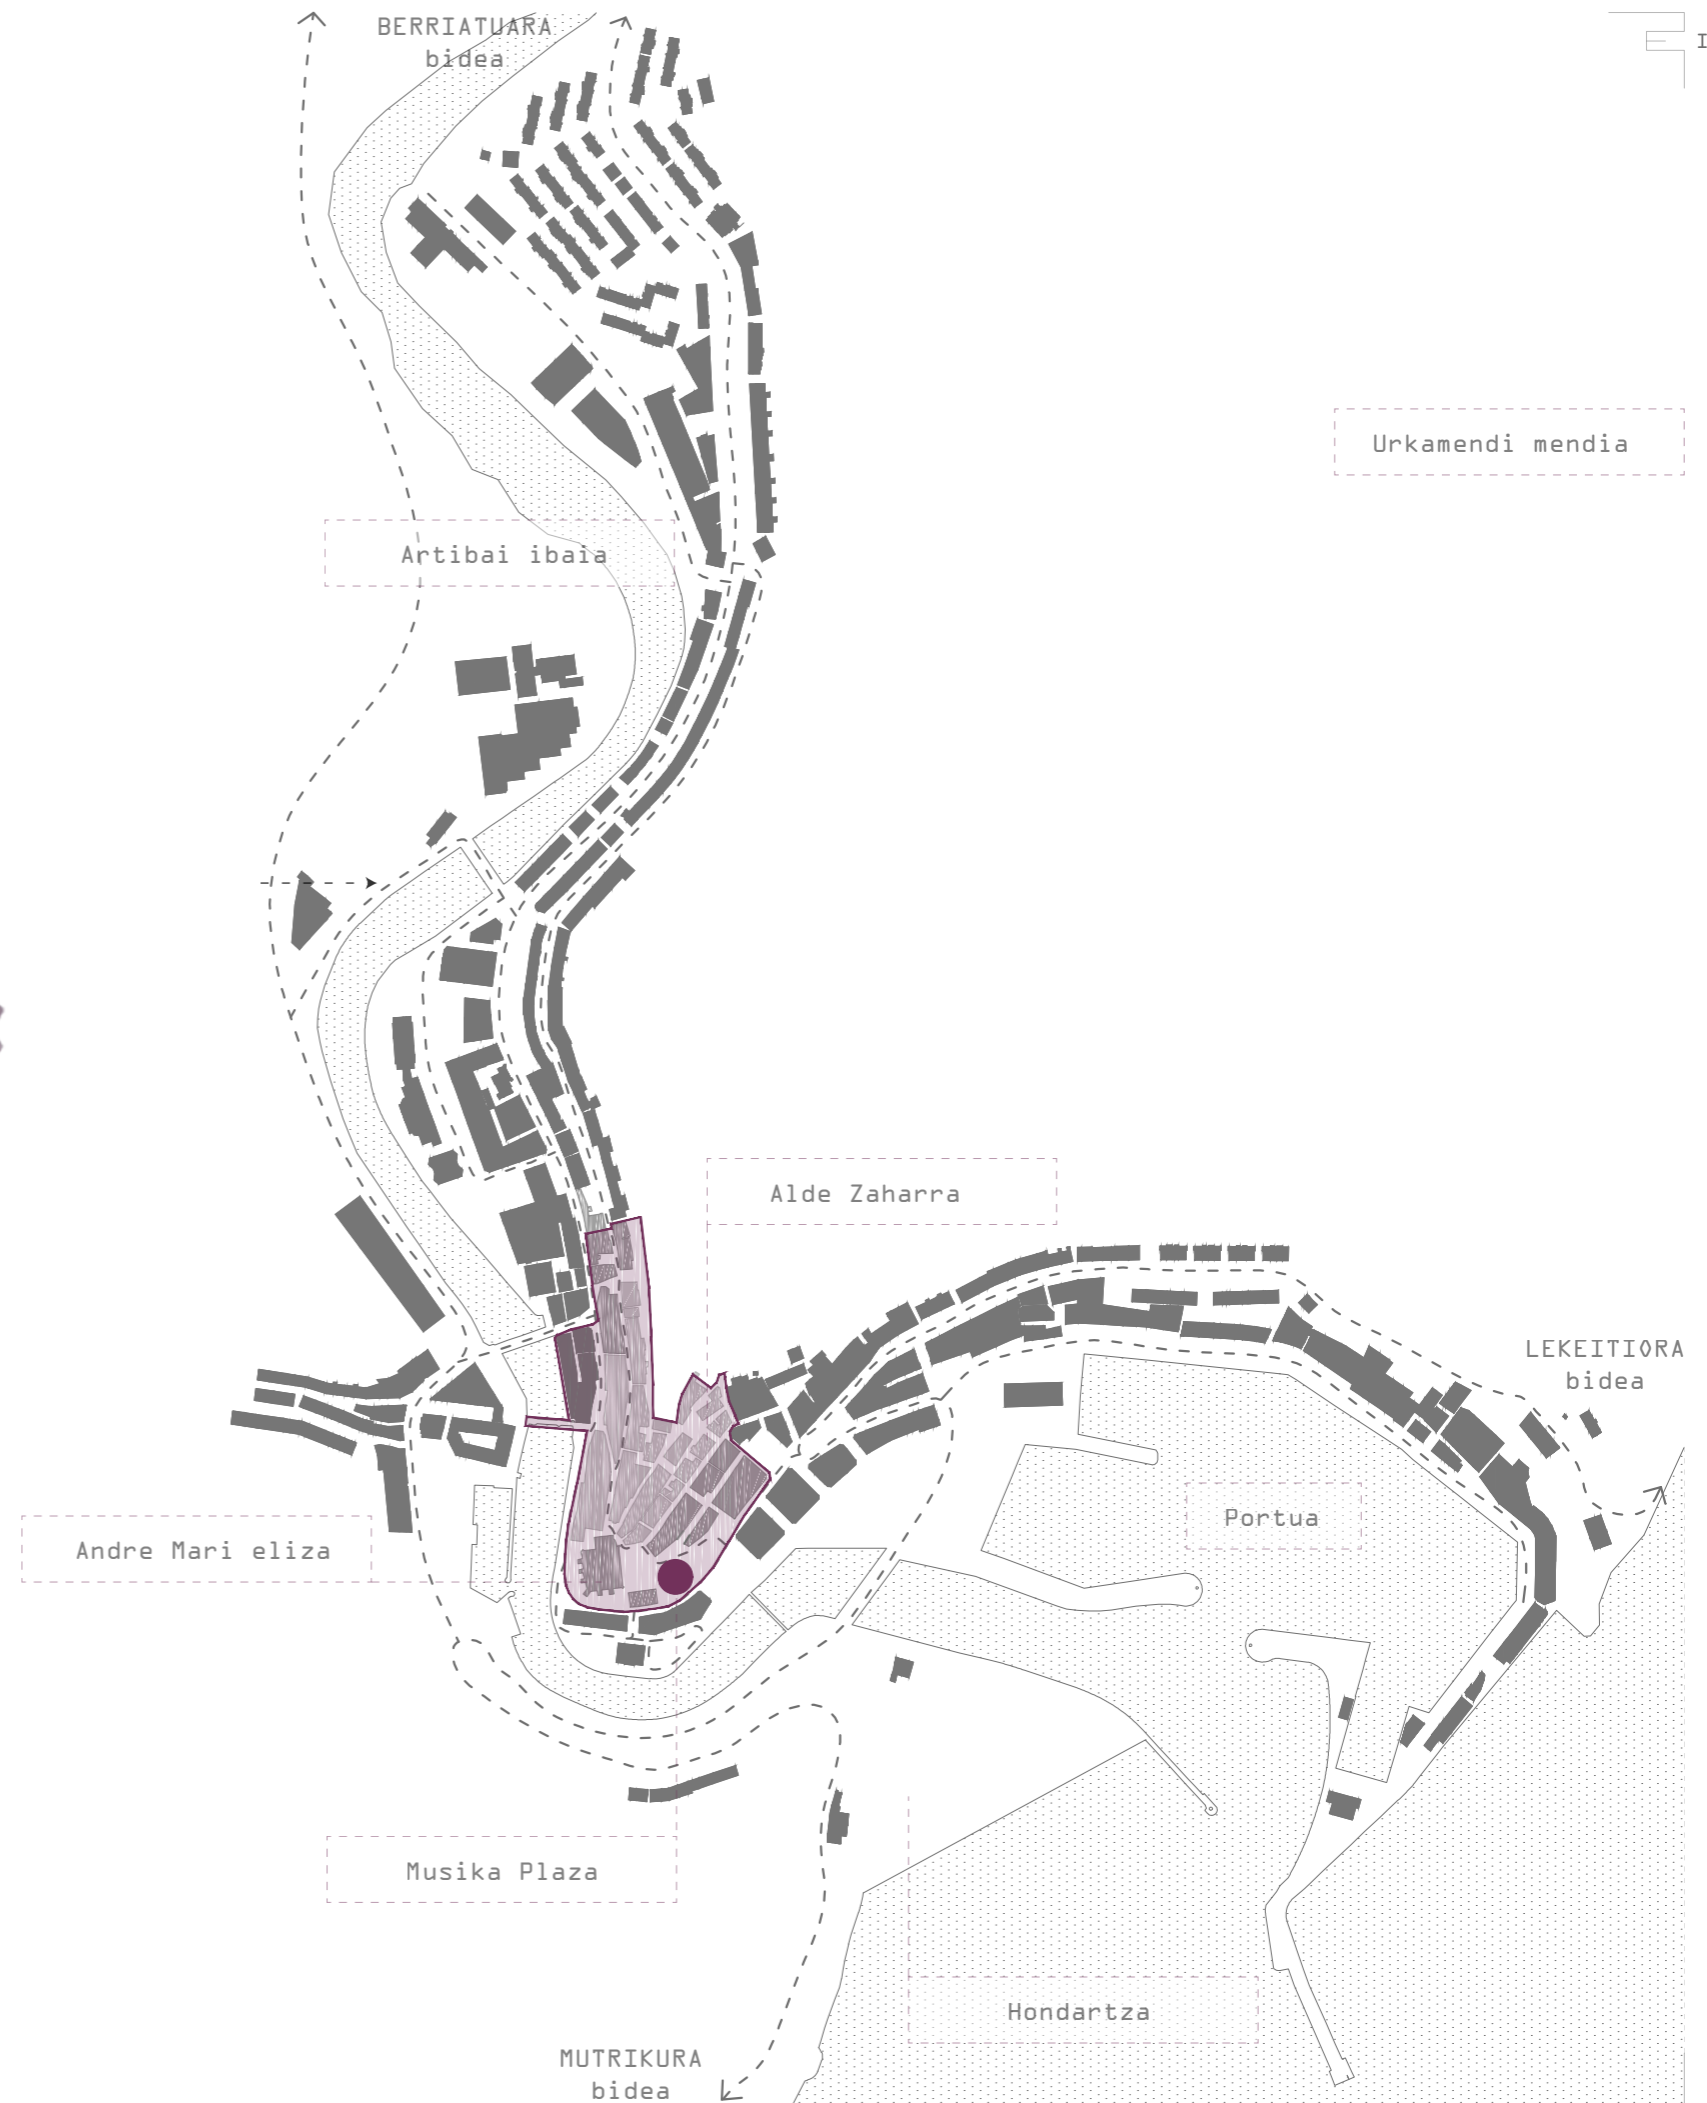 BERRIATUARA
bidea
I
Urkamendi mendia
Artibai ibaia
Alde Zaharra
LEKEITIORA
bidea
Portua
Andre Mari eliza
Musika Plaza
Hondartza
MUTRIKURA
bidea